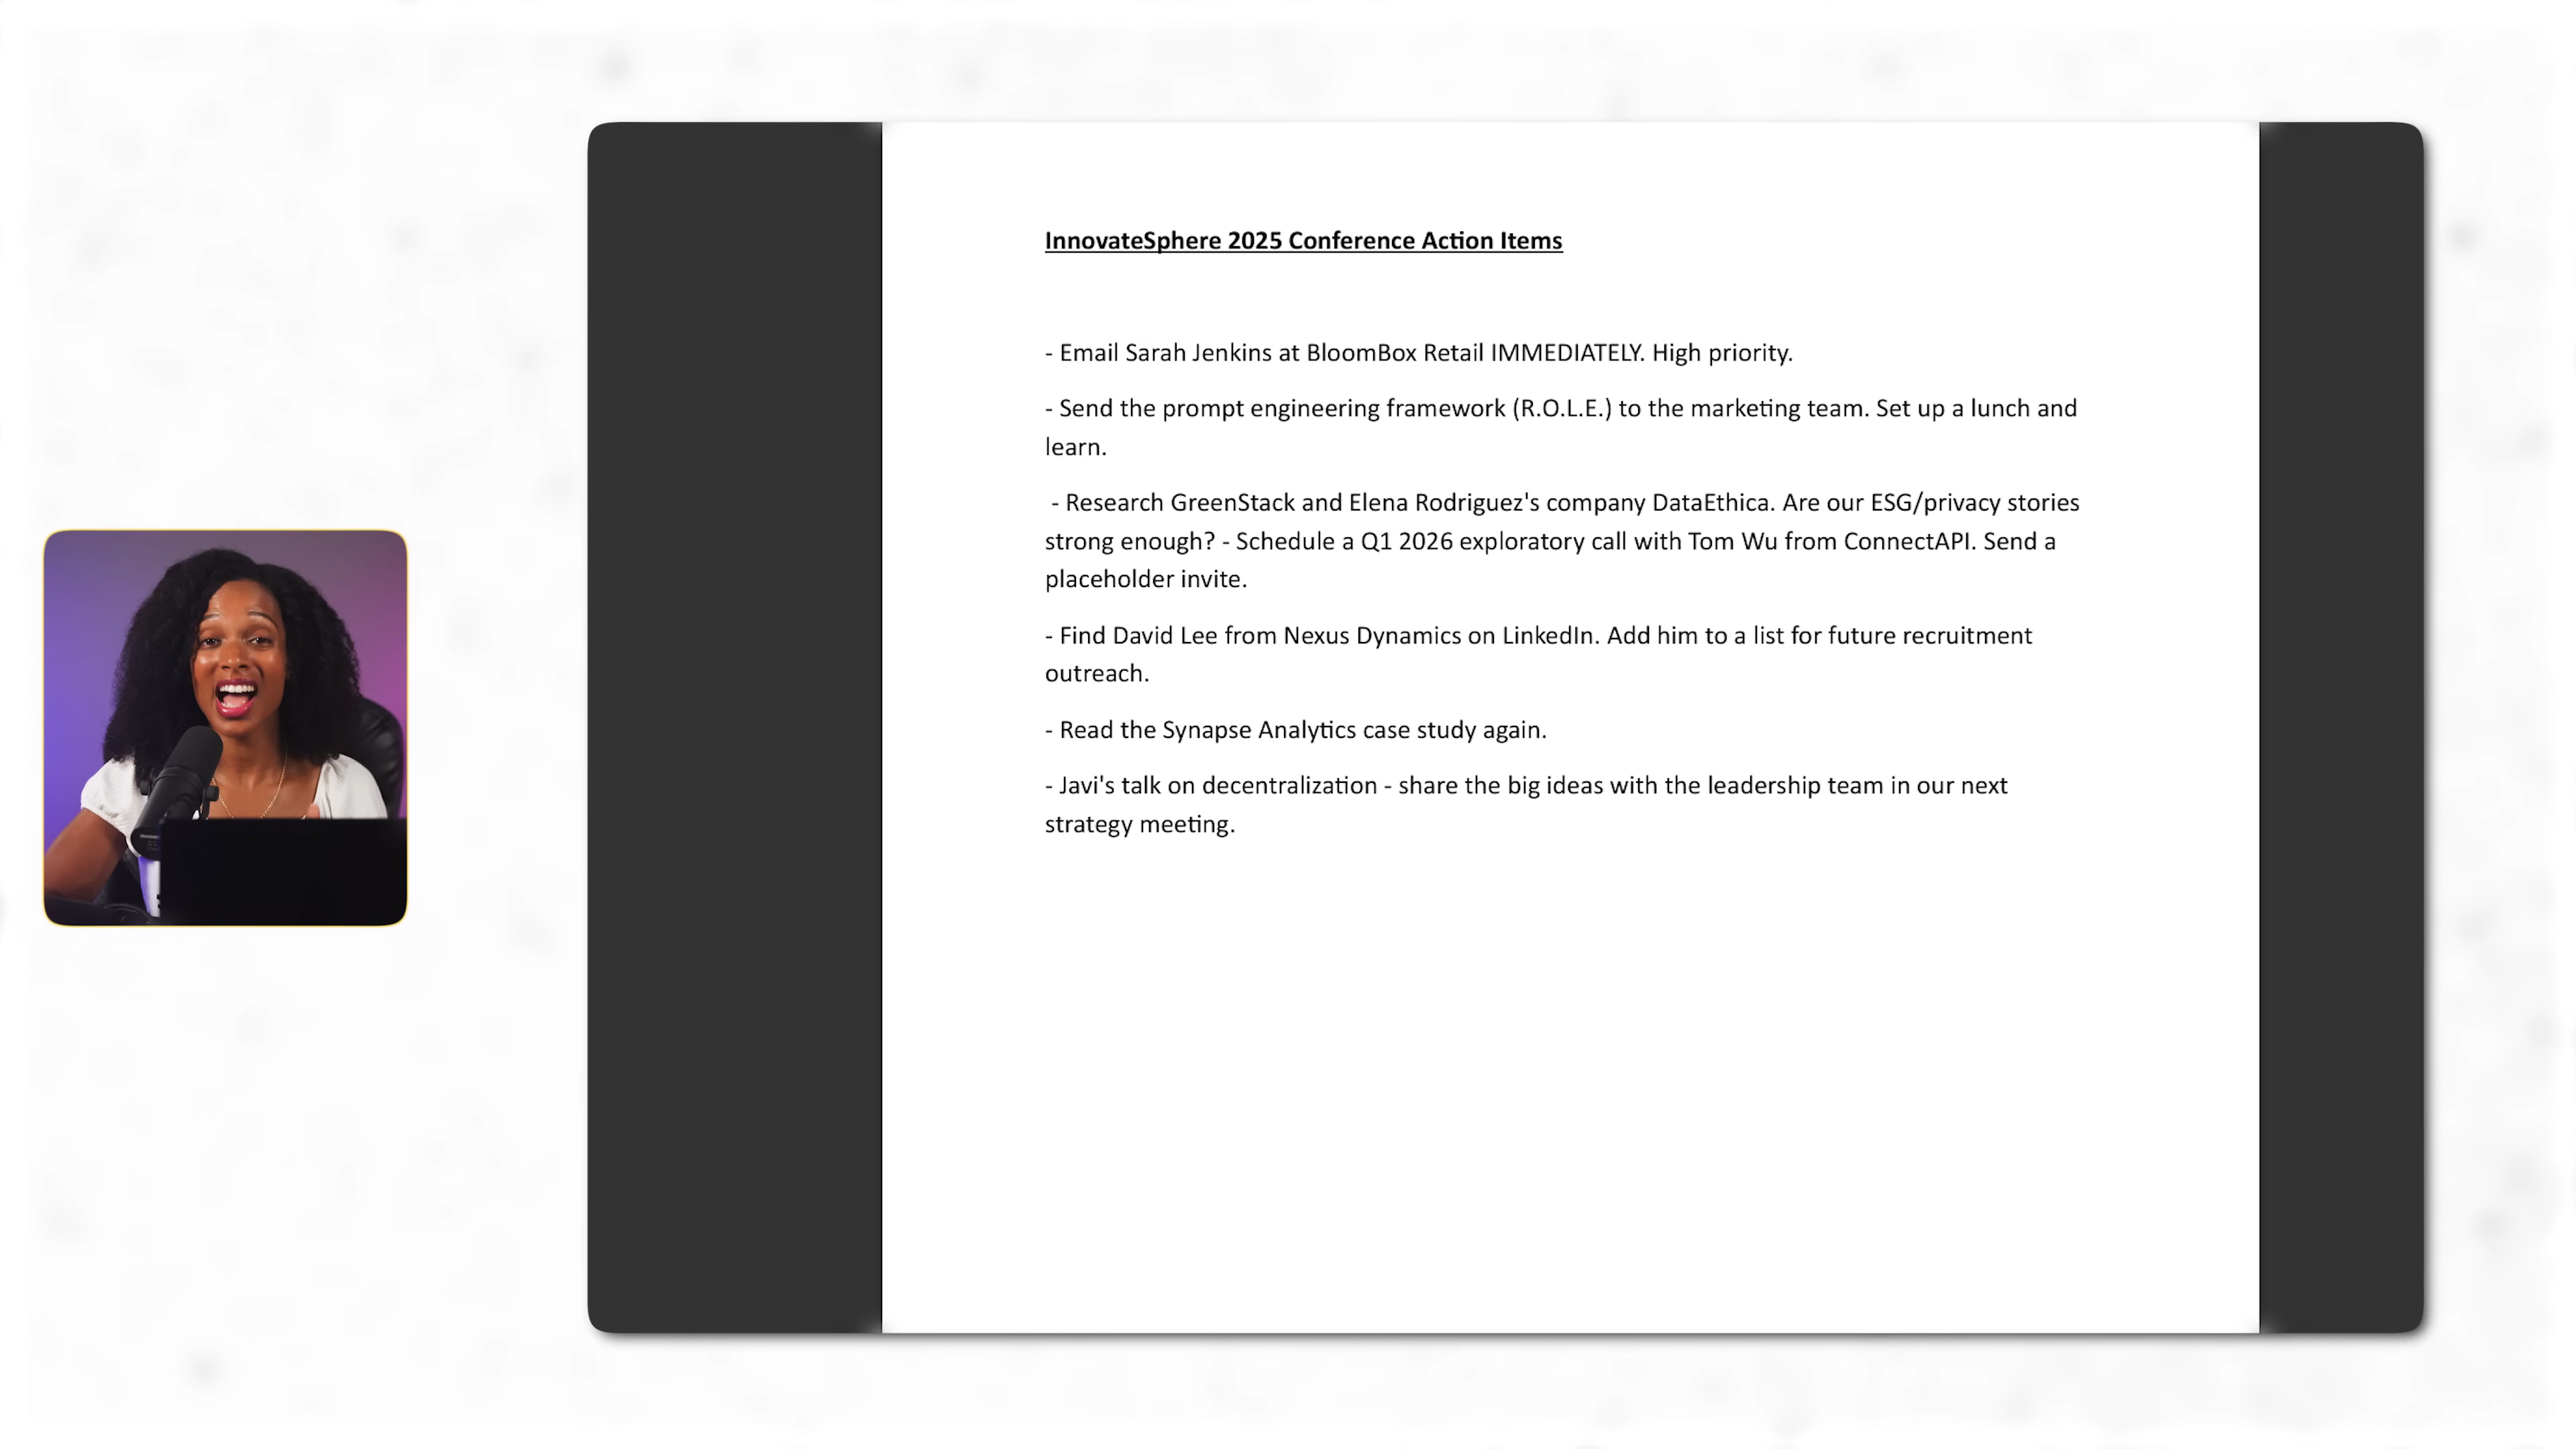 InnovateSphere 2025 Conference Action Items
- Email Sarah Jenkins at BloomBox Retail IMMEDIATELY. High priority.
- Send the prompt engineering framework (R.O.L.E.) to the marketing team. Set up a lunch and
learn.
- Research GreenStack and Elena Rodriguez's company DataEthica. Are our ESG/privacy stories
strong enough? - Schedule a Q1 2026 exploratory call with Tom Wu from ConnectAPI. Send a
placeholder invite.
- Find David Lee from Nexus Dynamics on LinkedIn. Add him to a list for future recruitment
outreach.
- Read the Synapse Analytics case study again.
- Javi's talk on decentralization - share the big ideas with the leadership team in our next
strategy meeting.